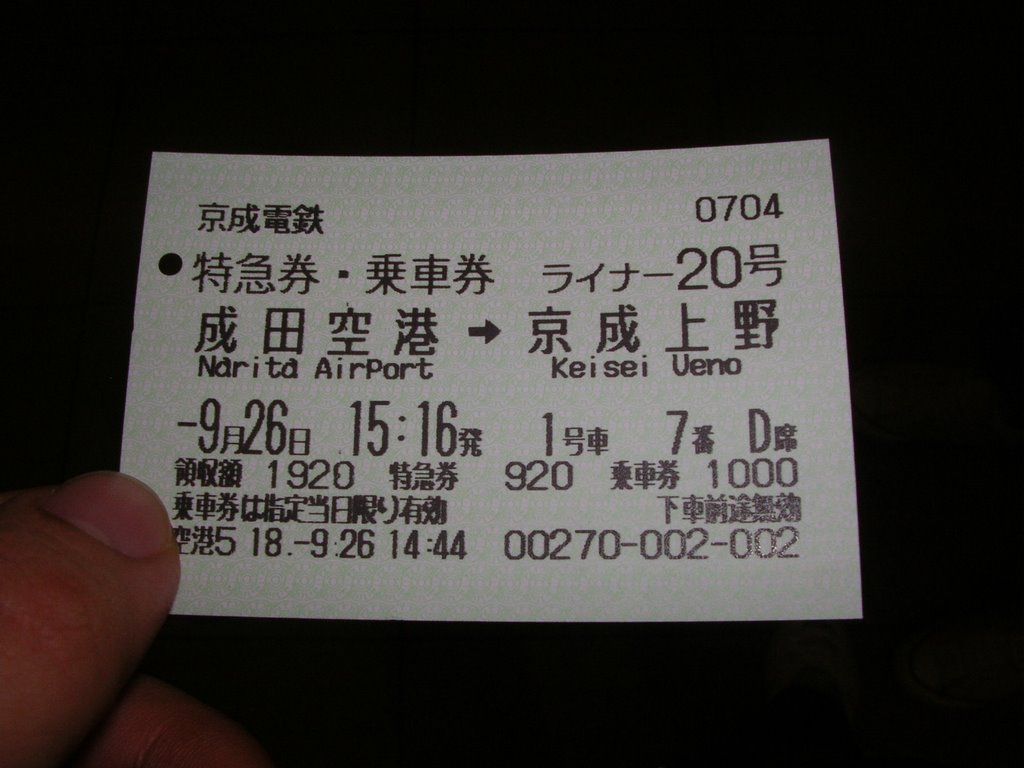 京成電鉄 0704
特急券・乗車券 ライナー20号
成田空港 ➡ 京成上野
Narita Airport Keisei Ueno
-9月26日 15:16発 1号車 7番 D席
領収額 1920 特急券 920 乗車券 1000
乗車券は指定当日限り有効 下車前途無効
空港5 18.-9.26 14:44 00270-002-002